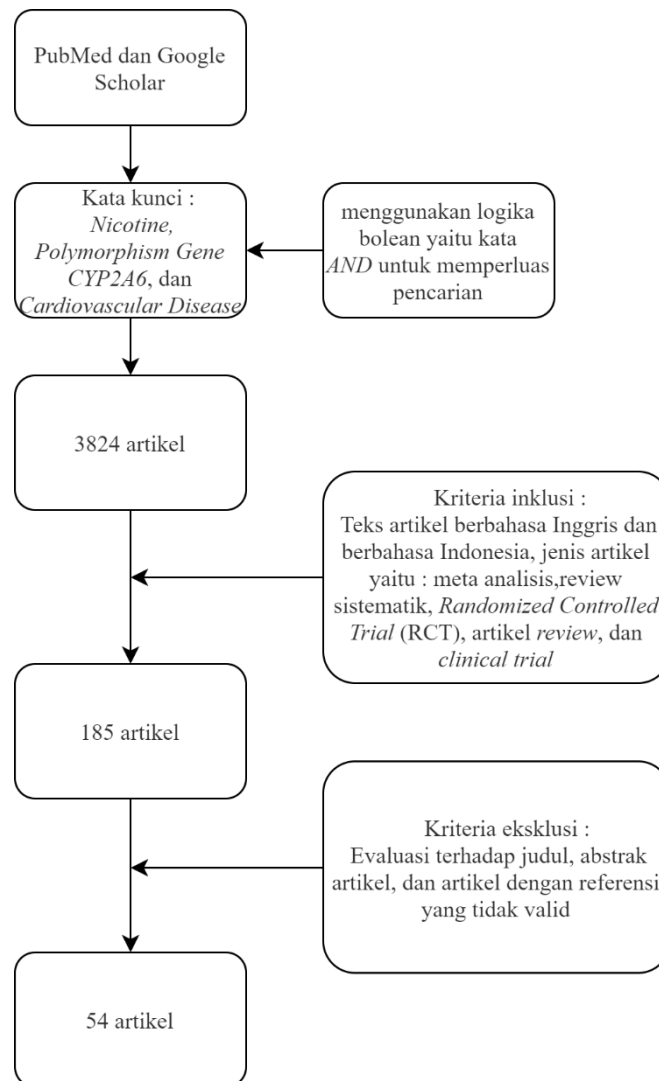 PubMed dan Google
Scholar
Kata kunci :
Nicotine,
Polymorphism Gene
CYP2A6, dan
Cardiovascular Disease
menggunakan logika
bolean yaitu kata
AND untuk memperluas
pencarian
3824 artikel
Kriteria inklusi :
Teks artikel berbahasa Inggris dan
berbahasa Indonesia, jenis artikel
yaitu : meta analisis,review
sistematik, Randomized Controlled
Trial (RCT), artikel review, dan
clinical trial
185 artikel
Kriteria eksklusi :
Evaluasi terhadap judul, abstrak
artikel, dan artikel dengan referensi
yang tidak valid
54 artikel